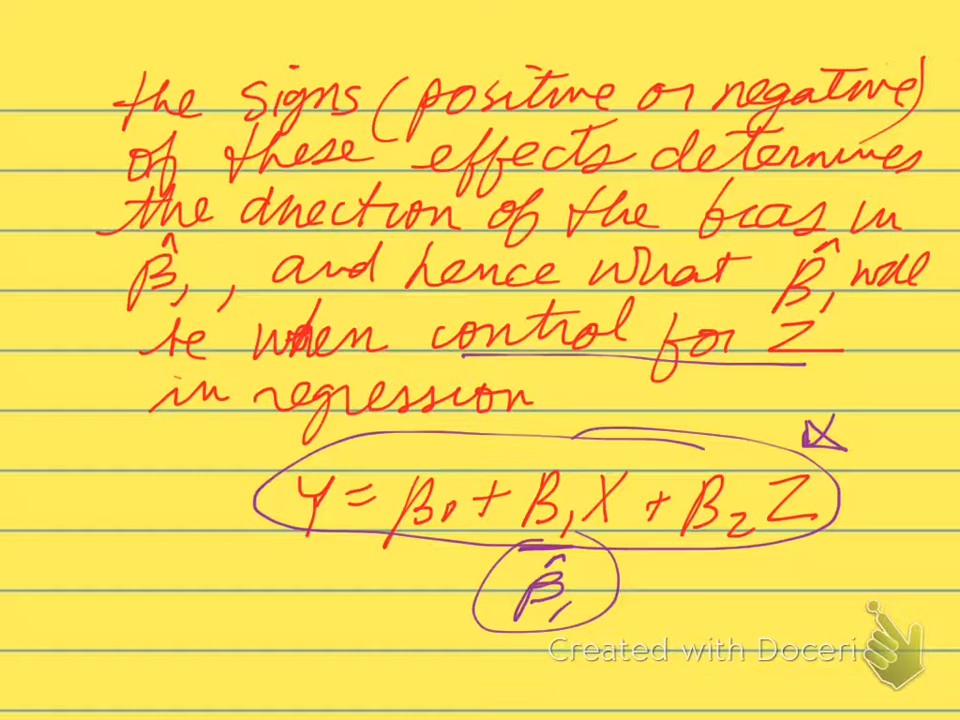 the signs (positive or negative)
of these effects determines
the direction of the bias in
β̂₁, and hence what β̂₁ will
be when control for Z
in regression
Y = β₀ + β₁X + β₂Z
β̂₁
Created with Doceri